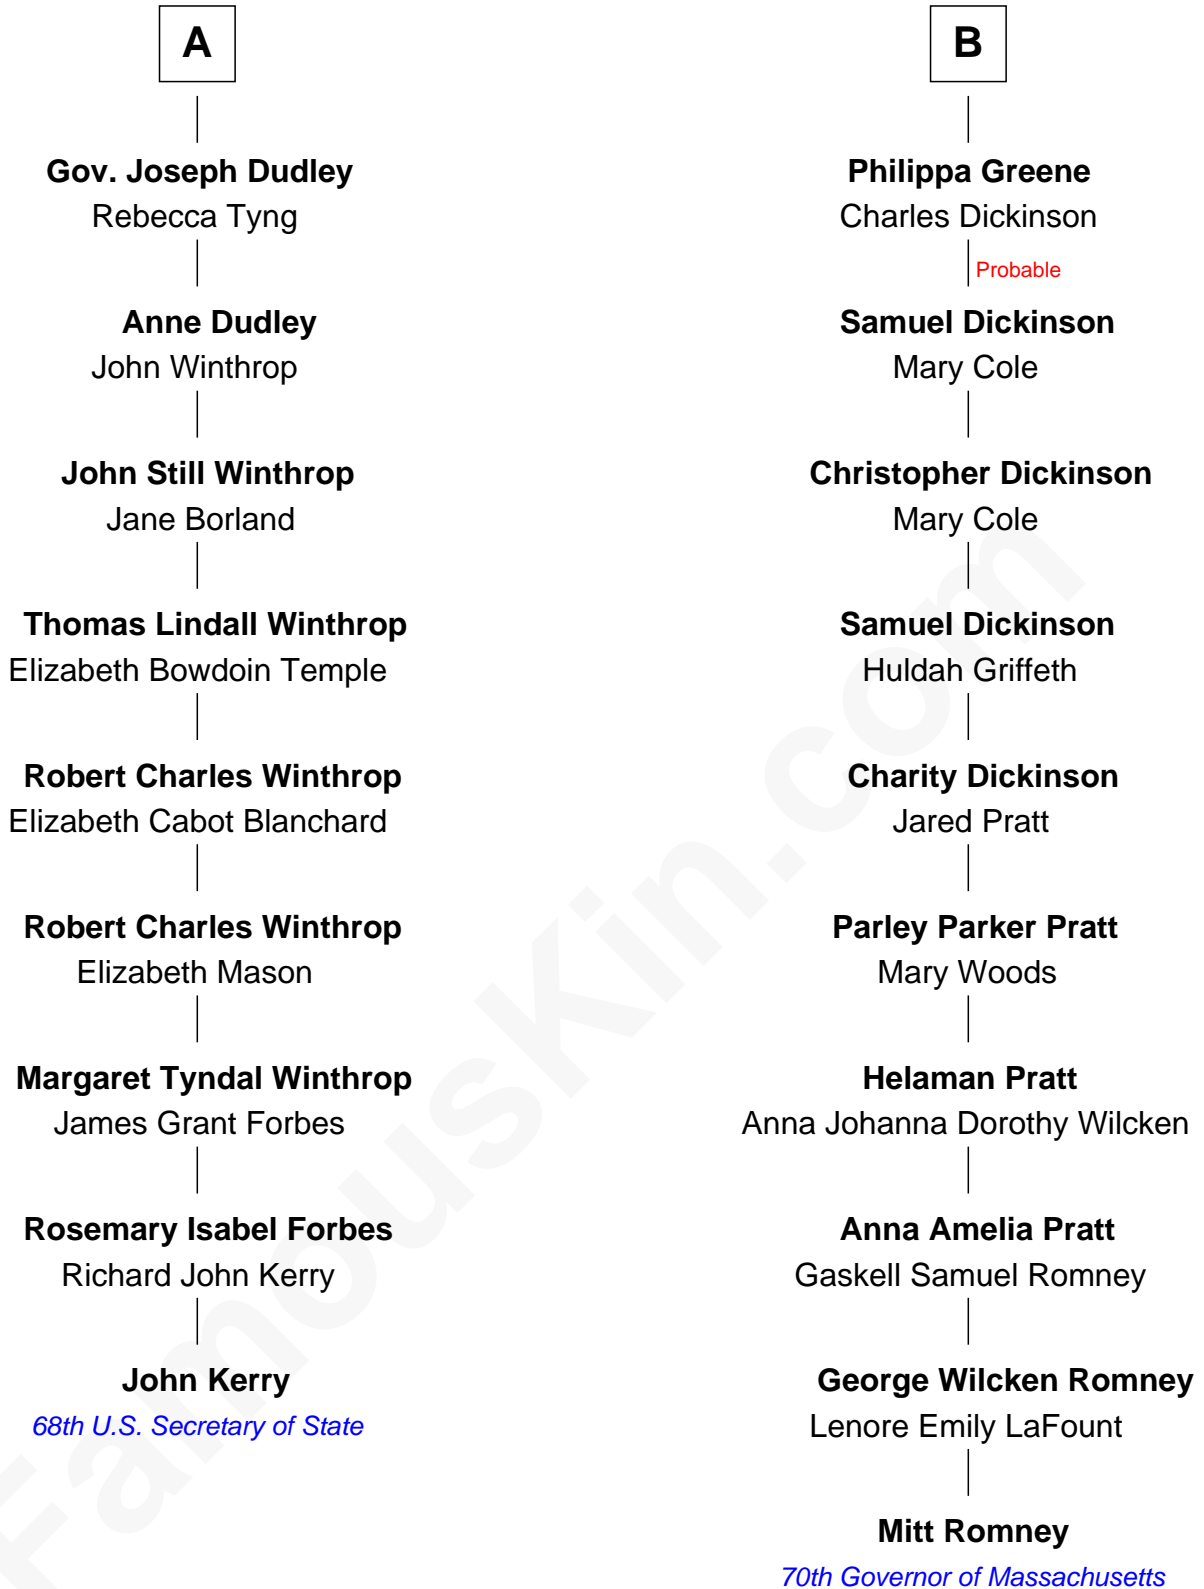 A
Gov. Joseph Dudley
Rebecca Tyng
Anne Dudley
John Winthrop
John Still Winthrop
Jane Borland
Thomas Lindall Winthrop
Elizabeth Bowdoin Temple
Robert Charles Winthrop
Elizabeth Cabot Blanchard
Robert Charles Winthrop
Elizabeth Mason
Margaret Tyndal Winthrop
James Grant Forbes
Rosemary Isabel Forbes
Richard John Kerry
John Kerry
68th U.S. Secretary of State
B
Philippa Greene
Charles Dickinson
Probable
Samuel Dickinson
Mary Cole
Christopher Dickinson
Mary Cole
Samuel Dickinson
Huldah Griffeth
Charity Dickinson
Jared Pratt
Parley Parker Pratt
Mary Woods
Helaman Pratt
Anna Johanna Dorothy Wilcken
Anna Amelia Pratt
Gaskell Samuel Romney
George Wilcken Romney
Lenore Emily LaFount
Mitt Romney
70th Governor of Massachusetts
FamousKin.com